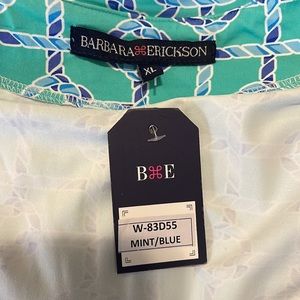 BARBARA⌘ERICKSON
XL
B⌘E
W-83D55
MINT/BLUE